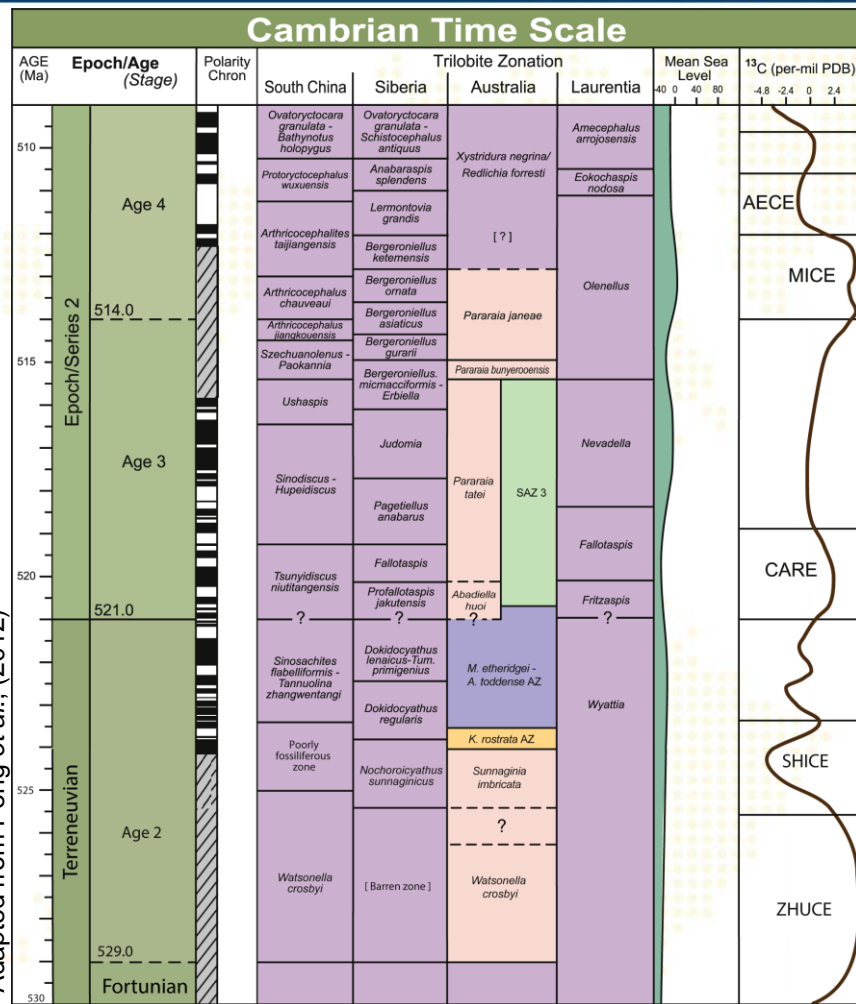 Cambrian Time Scale
AGE
(Ma)
Epoch/Age
(Stage)
Polarity
Chron
Trilobite Zonation
South China
Siberia
Australia
Laurentia
Mean Sea
Level
-40 0 40 80
¹³C (per-mil PDB)
-4.8 -2.4 0 2.4
510
515
520
525
530
Epoch/Series 2
Terreneuvian
Age 4
514.0
Age 3
521.0
Age 2
529.0
Fortunian
Ovatoryctocara
granulata -
Bathynotus
holopygus
Protoryctocephalus
wuxuensis
Arthricocephalites
taijiangensis
Arthricocephalus
chauveaui
Arthricocephalus
jiangkouensis
Szechuanolenus -
Paokannia
Ushaspis
Sinodiscus -
Hupeidiscus
Tsunyidiscus
niutitangensis
?
Sinosachites
flabelliformis -
Tannuolina
zhangwentangi
Poorly
fossiliferous
zone
Watsonella
crosbyi
Ovatoryctocara
granulata -
Schistocephalus
antiquus
Anabaraspis
splendens
Lermontovia
grandis
Bergeroniellus
ketemensis
Bergeroniellus
ornata
Bergeroniellus
asiaticus
Bergeroniellus
gurarii
Bergeroniellus.
micmacciformis -
Erbiella
Judomia
Pagetiellus
anabarus
Fallotaspis
Profallotaspis
jakutensis
?
Dokidocyathus
lenaicus-Tum.
primigenius
Dokidocyathus
regularis
Nochoroicyathus
sunnaginicus
[ Barren zone ]
Xystridura negrina/
Redlichia forresti
[ ? ]
Pararaia janeae
Pararaia bunyerooensis
Pararaia
tatei
SAZ 3
Abadiella
huoi
?
M. etheridgei -
A. toddense AZ
K. rostrata AZ
Sunnaginia
imbricata
?
Watsonella
crosbyi
Amecephalus
arrojosensis
Eokochaspis
nodosa
Olenellus
Nevadella
Fallotaspis
Fritzaspis
?
Wyattia
AECE
MICE
CARE
SHICE
ZHUCE